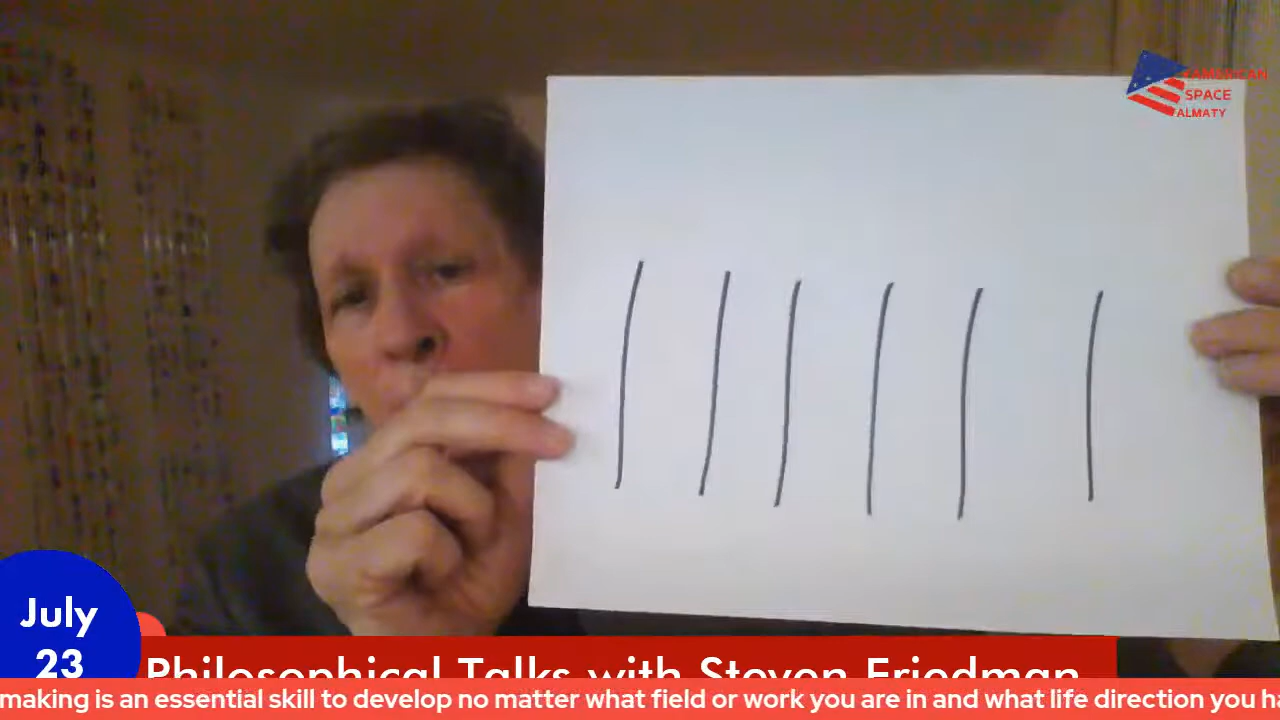 AMERICAN
SPACE
ALMATY
July
23
Philosophical Talks with Steven Friedman
making is an essential skill to develop no matter what field or work you are in and what life direction you ha